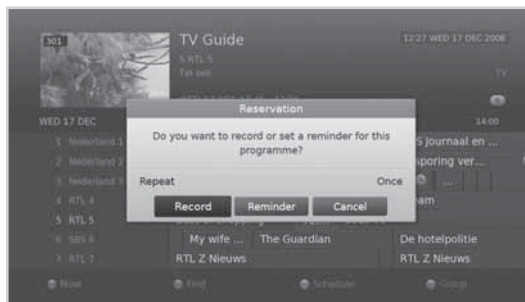 301
TV Guide
12:27 WED 17 DEC 2008
5 RTL 5
Tel sell
TV
WED 17 DEC
14:00
Reservation
Do you want to record or set a reminder for this
programme?
Repeat
Once
Record
Reminder
Cancel
1 Nederland 1
S Journaal en ...
2 Nederland 2
sporing ver...
3 Nederland 3
...
4 RTL 4
5 RTL 5
6 SBS 6
My wife ...
The Guardian
De hotelpolitie
7 RTL 7
RTL Z Nieuws
RTL Z Nieuws
Now
Find
Schedule
Group